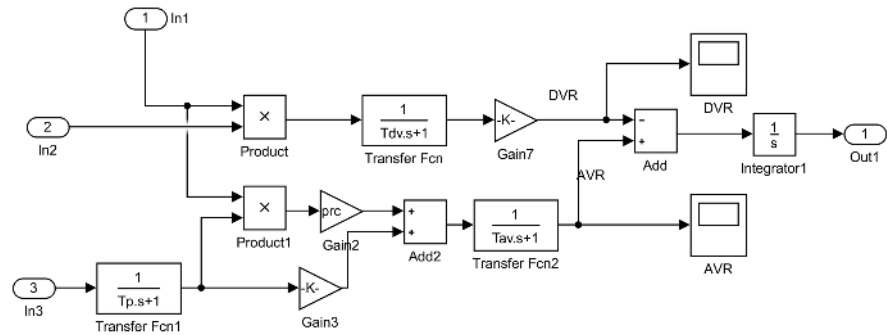 1
In1
DVR
DVR
2
In2
×
Product
1
Tdv.s+1
Transfer Fcn
-K-
Gain7
−
+
Add
1
s
Integrator1
1
Out1
AVR
×
Product1
prc
Gain2
+
+
Add2
1
Tav.s+1
Transfer Fcn2
AVR
3
In3
1
Tp.s+1
Transfer Fcn1
-K-
Gain3